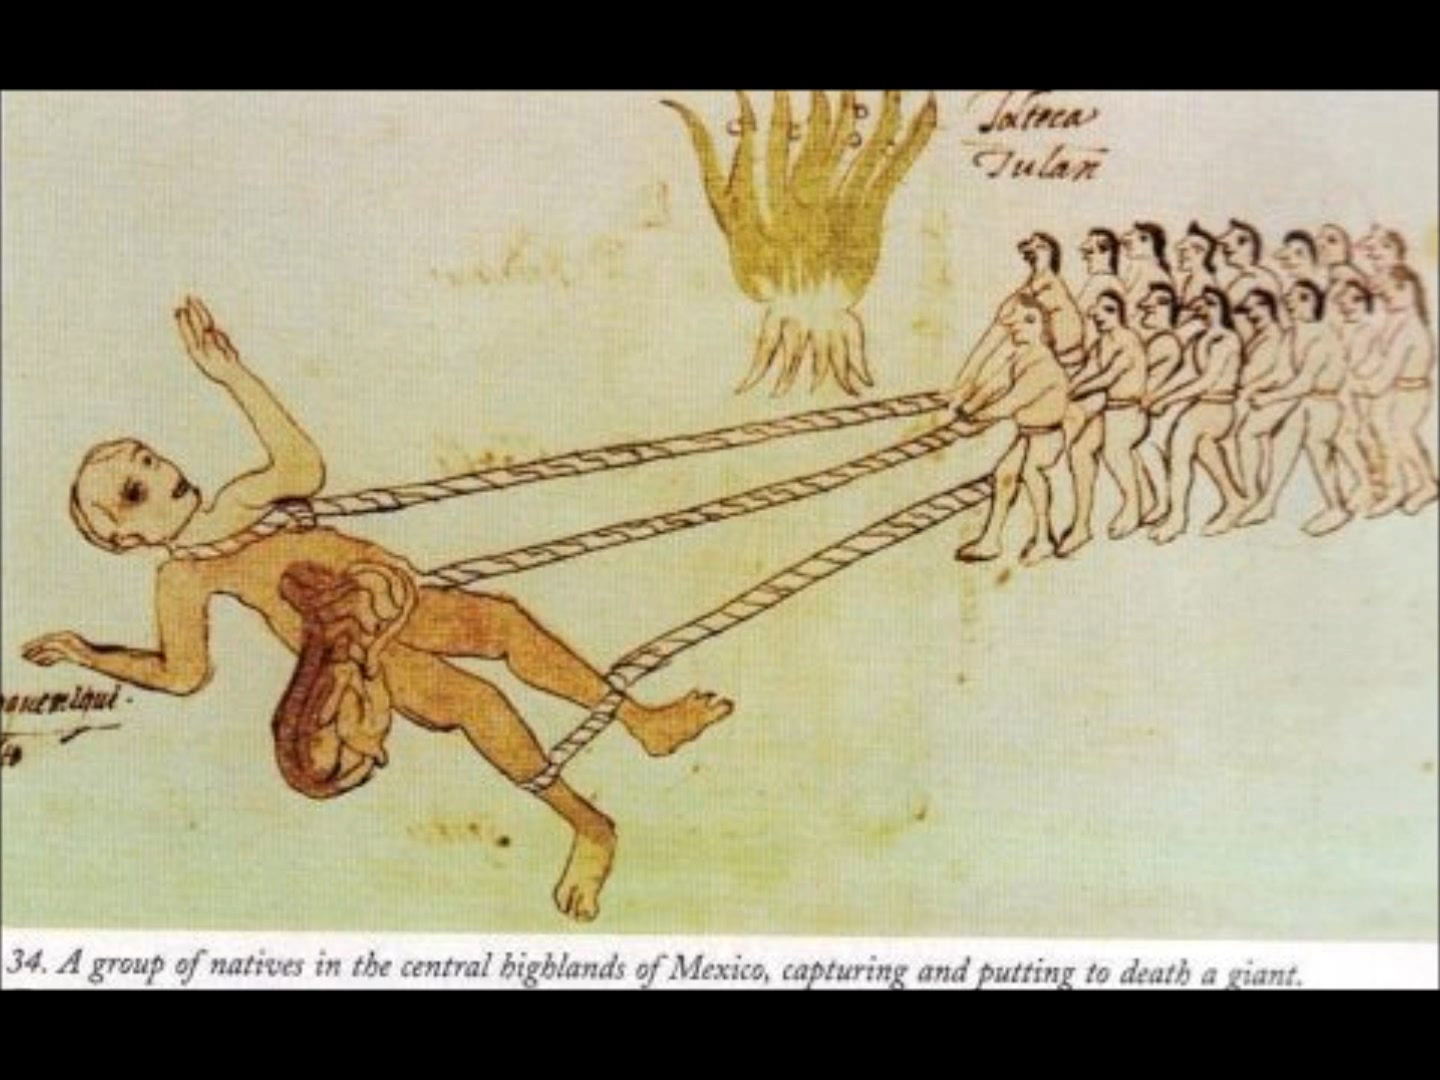 Tolteca
Tulan
34. A group of natives in the central highlands of Mexico, capturing and putting to death a giant.